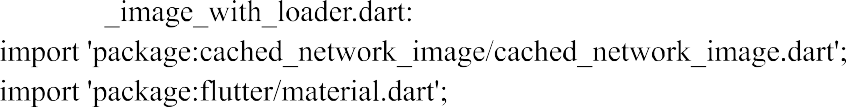 _image_with_loader.dart:
import 'package:cached_network_image/cached_network_image.dart';
import 'package:flutter/material.dart';